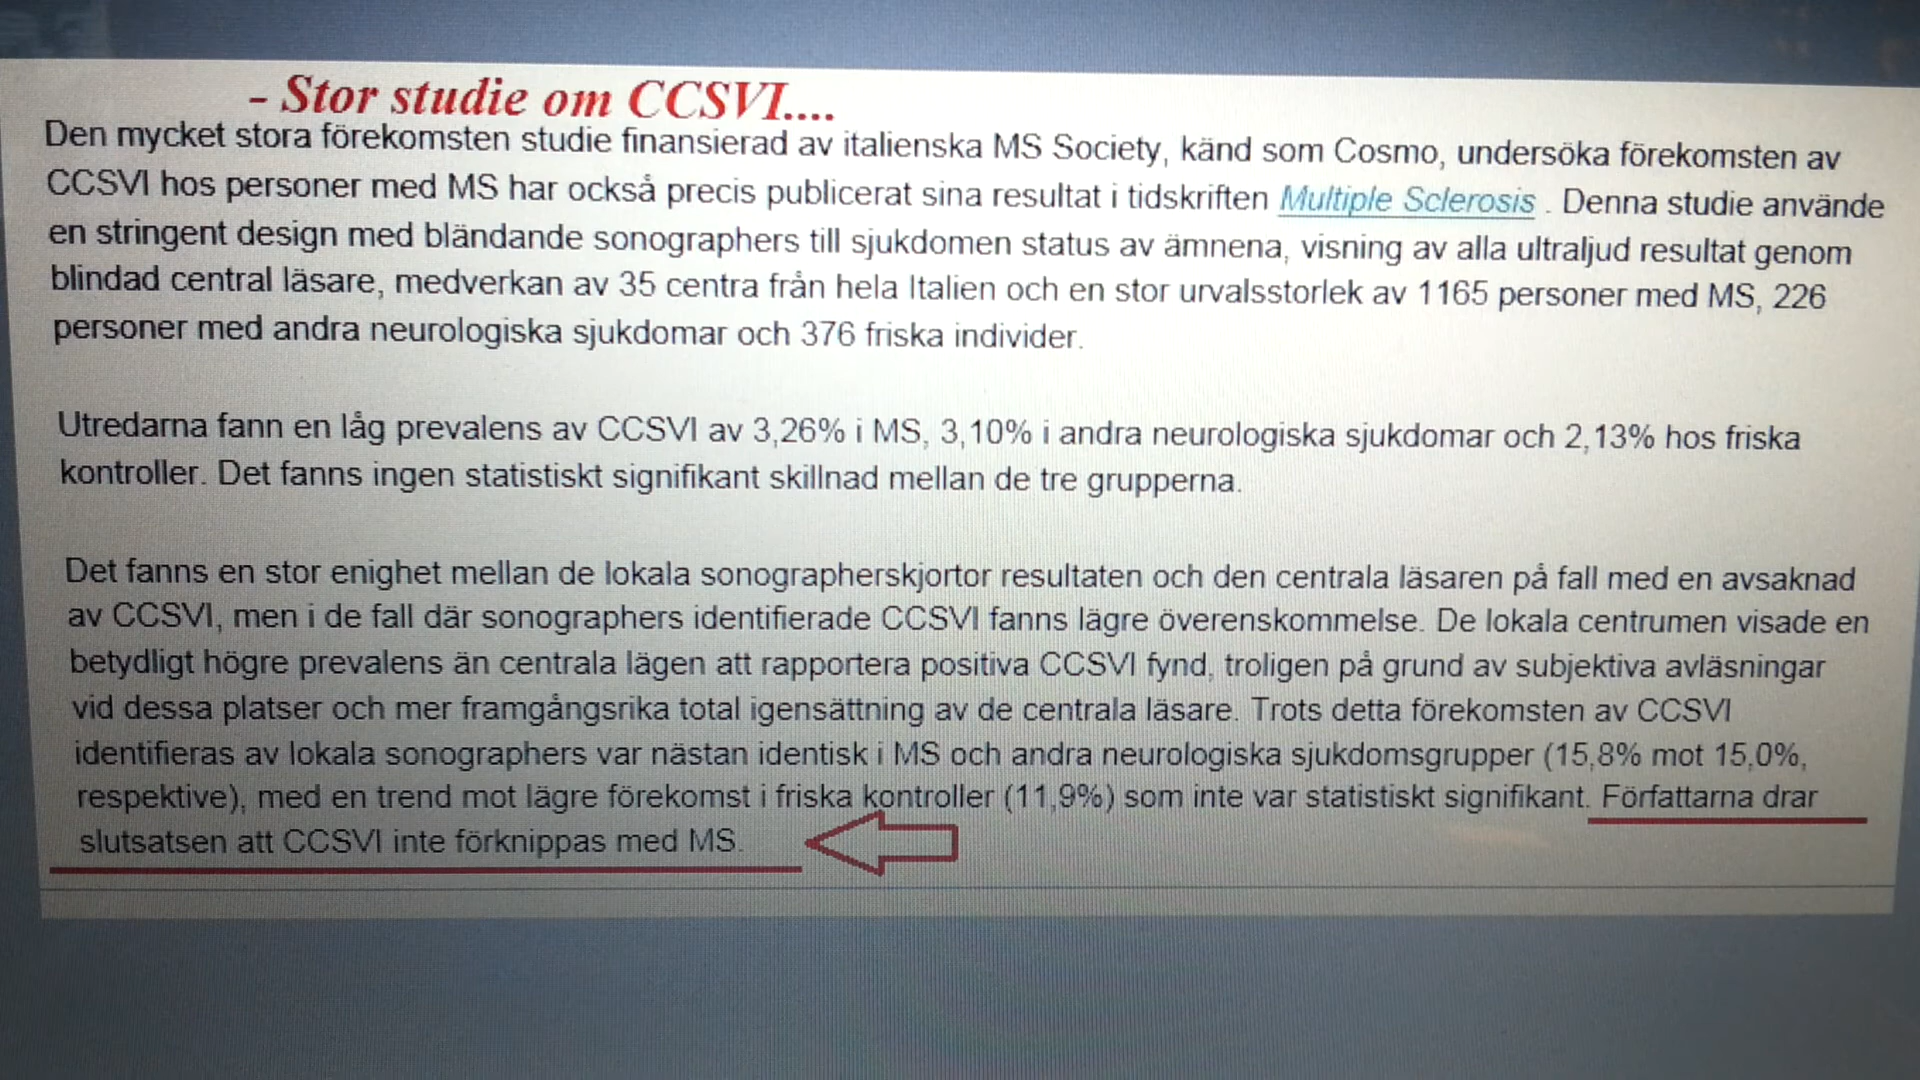 - Stor studie om CCSVI....
Den mycket stora förekomsten studie finansierad av italienska MS Society, känd som Cosmo, undersöka förekomsten av
CCSVI hos personer med MS har också precis publicerat sina resultat i tidskriften Multiple Sclerosis . Denna studie använde
en stringent design med bländande sonographers till sjukdomen status av ämnena, visning av alla ultraljud resultat genom
blindad central läsare, medverkan av 35 centra från hela Italien och en stor urvalsstorlek av 1165 personer med MS, 226
personer med andra neurologiska sjukdomar och 376 friska individer.
Utredarna fann en låg prevalens av CCSVI av 3,26% i MS, 3,10% i andra neurologiska sjukdomar och 2,13% hos friska
kontroller. Det fanns ingen statistiskt signifikant skillnad mellan de tre grupperna.
Det fanns en stor enighet mellan de lokala sonographerskjortor resultaten och den centrala läsaren på fall med en avsaknad
av CCSVI, men i de fall där sonographers identifierade CCSVI fanns lägre överenskommelse. De lokala centrumen visade en
betydligt högre prevalens än centrala lägen att rapportera positiva CCSVI fynd, troligen på grund av subjektiva avläsningar
vid dessa platser och mer framgångsrika total igensättning av de centrala läsare. Trots detta förekomsten av CCSVI
identifieras av lokala sonographers var nästan identisk i MS och andra neurologiska sjukdomsgrupper (15,8% mot 15,0%,
respektive), med en trend mot lägre förekomst i friska kontroller (11,9%) som inte var statistiskt signifikant. Författarna drar
slutsatsen att CCSVI inte förknippas med MS.